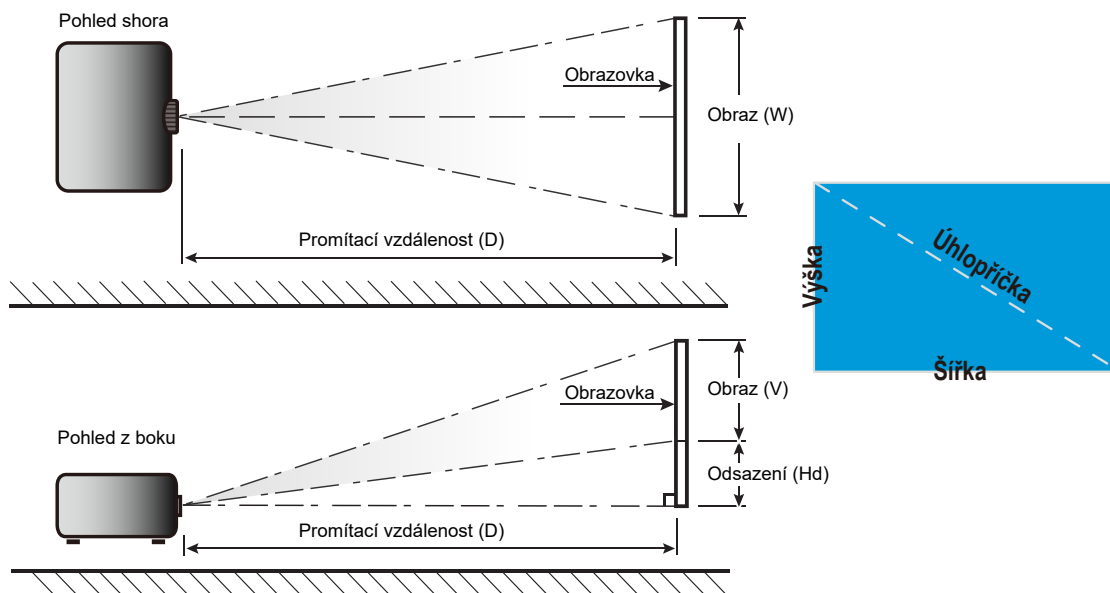 Pohled shora
Obrazovka
Obraz (W)
Promítací vzdálenost (D)
Výška
Úhlopříčka
Šířka
Pohled z boku
Obrazovka
Obraz (V)
Odsazení (Hd)
Promítací vzdálenost (D)